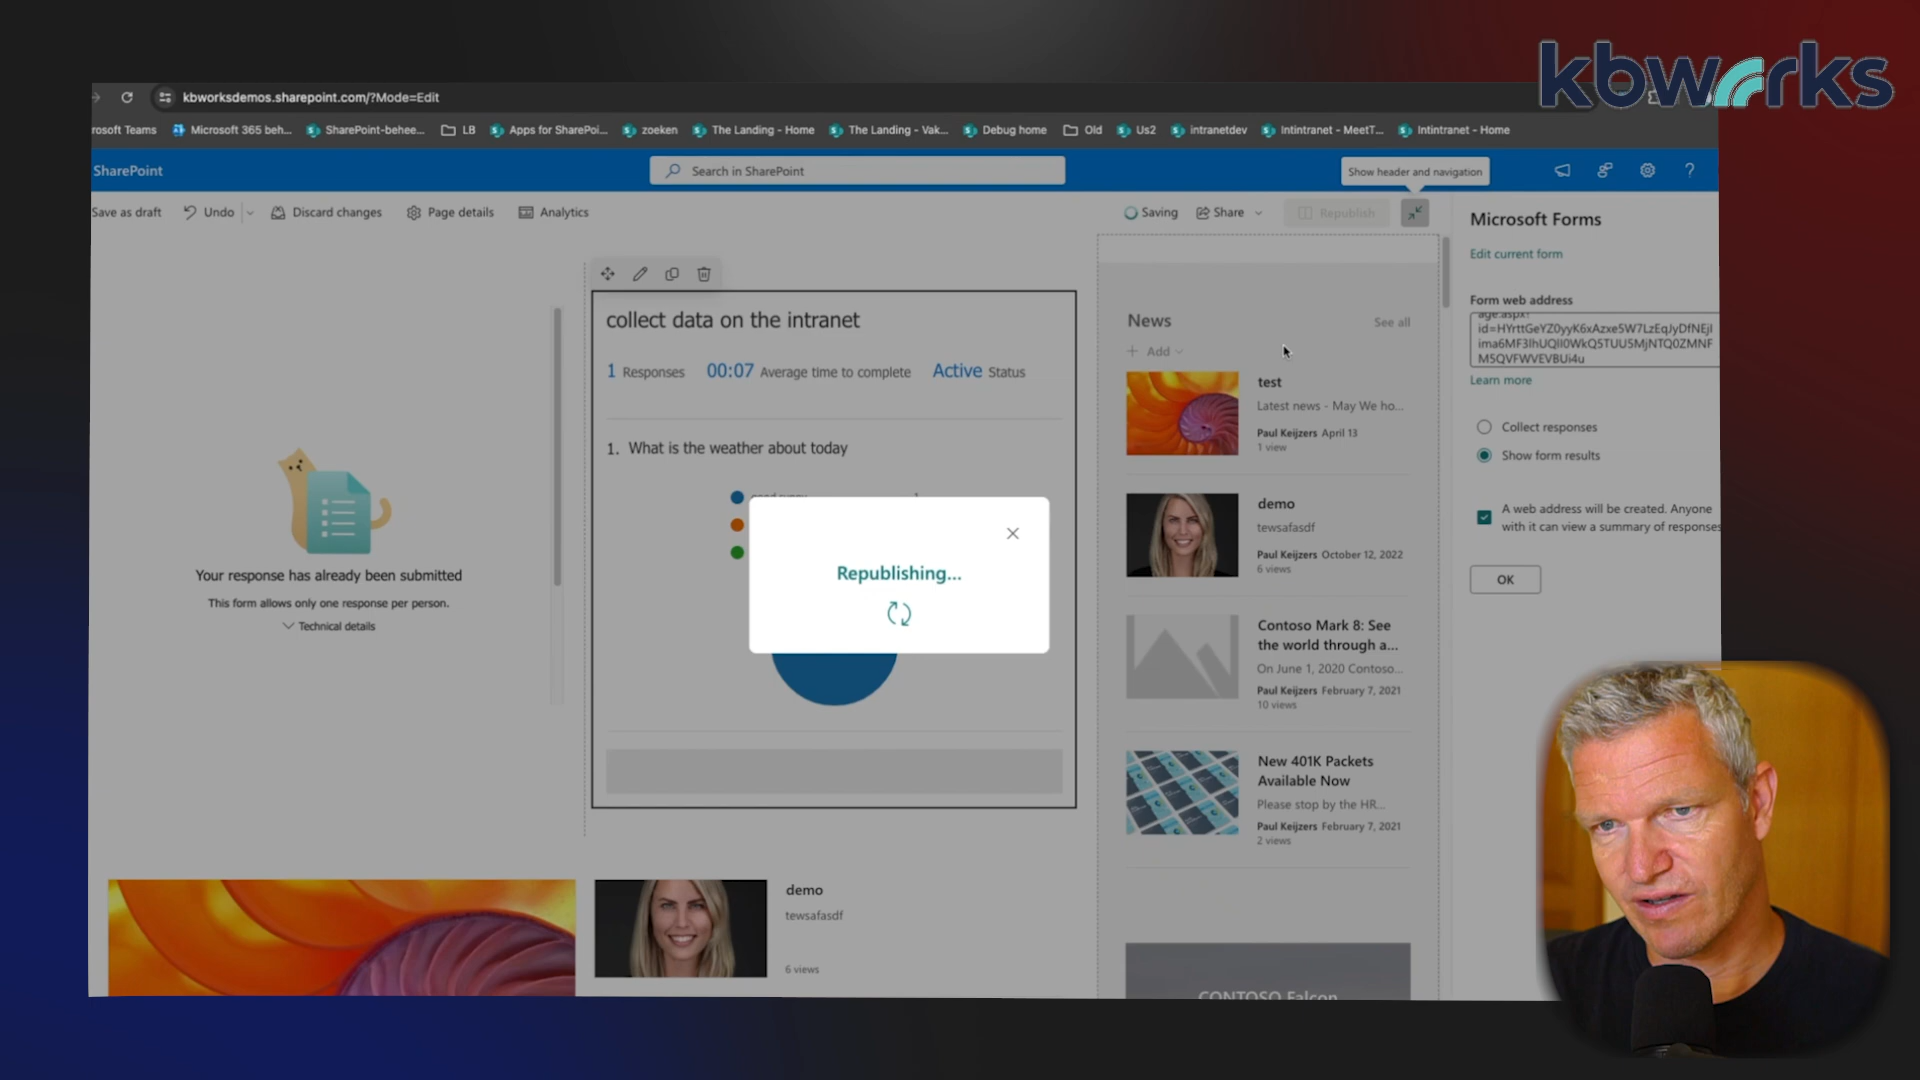 kbworks
kbworksdemos.sharepoint.com/?Mode=Edit
rosoft Teams
Microsoft 365 beh...
SharePoint-behee...
LB
Apps for SharePoi...
zoeken
The Landing - Home
The Landing - Vak...
Debug home
Old
Us2
intranetdev
Intintranet - MeetT...
Intintranet - Home
SharePoint
Search in SharePoint
Show header and navigation
?
Save as draft
Undo
Discard changes
Page details
Analytics
Saving
Share
Republish
Your response has already been submitted
This form allows only one response per person.
Technical details
collect data on the intranet
1 Responses
00:07 Average time to complete
Active Status
1. What is the weather about today
Republishing...
News
See all
+ Add
test
Latest news - May We ho...
Paul Keijzers April 13
1 view
demo
tewsafasdf
Paul Keijzers October 12, 2022
6 views
Contoso Mark 8: See
the world through a...
On June 1, 2020 Contoso...
Paul Keijzers February 7, 2021
10 views
New 401K Packets
Available Now
Please stop by the HR...
Paul Keijzers February 7, 2021
2 views
CONTOSO Falcon
demo
tewsafasdf
6 views
Microsoft Forms
Edit current form
Form web address
age.aspx?
M5QVFWVEVBUi4u
Learn more
Collect responses
Show form results
A web address will be created. Anyone
with it can view a summary of responses
OK